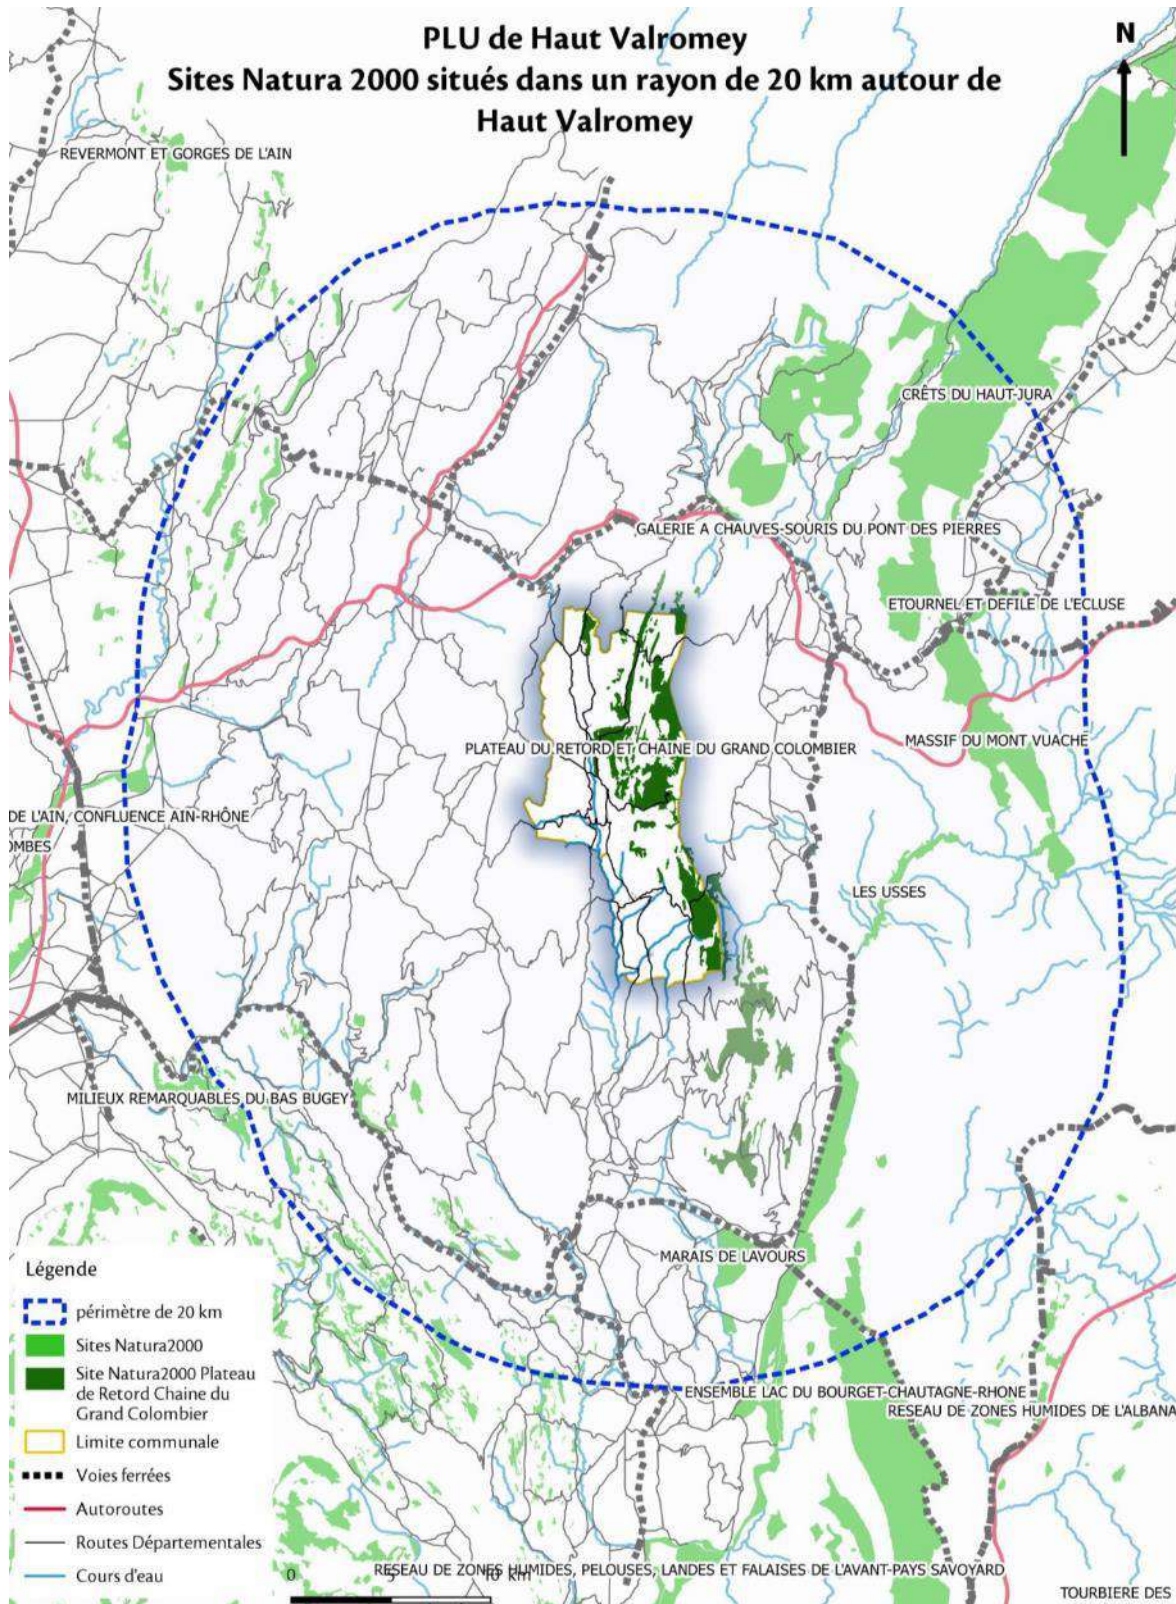 PLU de Haut Valromey
Sites Natura 2000 situés dans un rayon de 20 km autour de
Haut Valromey
N
REVERMONT ET GORGES DE L'AIN
CRÊTS DU HAUT-JURA
GALERIE A CHAUVES-SOURIS DU PONT DES PIERRES
ETOURNEL ET DEFILE DE L'ECLUSE
MASSIF DU MONT VUACHE
PLATEAU DU RETORD ET CHAINE DU GRAND COLOMBIER
DE L'AIN, CONFLUENCE AIN-RHÔNE
OMBES
LES USSES
MILIEUX REMARQUABLES DU BAS BUGEY
MARAIS DE LAVOURS
ENSEMBLE LAC DU BOURGET-CHAUTAGNE-RHONE
RESEAU DE ZONES HUMIDES DE L'ALBANA
Légende
périmètre de 20 km
Sites Natura2000
Site Natura2000 Plateau
de Retord Chaine du
Grand Colombier
Limite communale
Voies ferrées
Autoroutes
Routes Départementales
Cours d'eau
0 5 10 km
RESEAU DE ZONES HUMIDES, PELOUSES, LANDES ET FALAISES DE L'AVANT-PAYS SAVOYARD
TOURBIERE DES